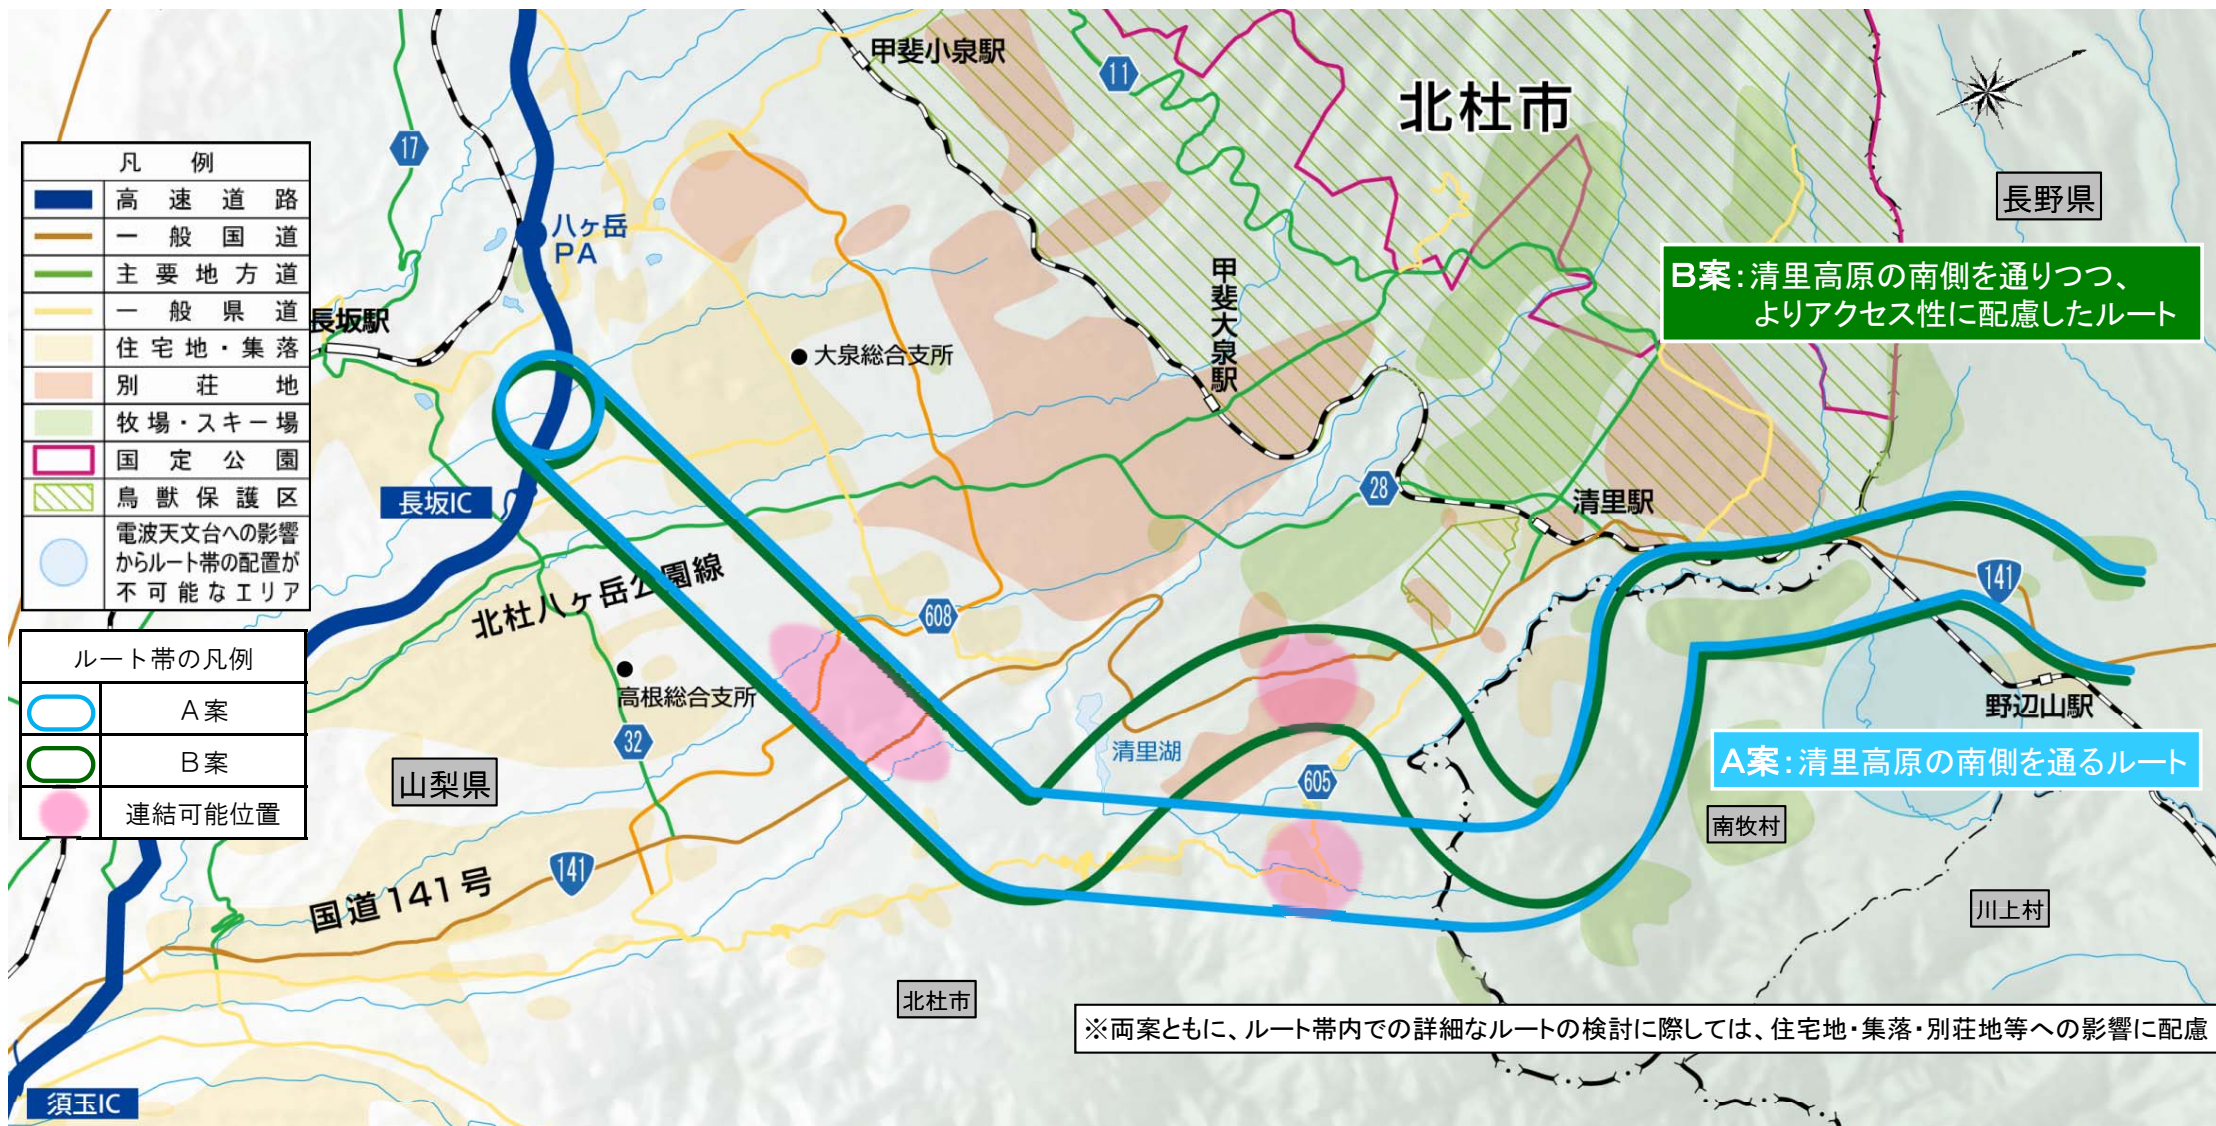 甲斐小泉駅
11
北杜市
17
凡 例
高速道路
一般国道
主要地方道
一般県道
住宅地・集落
別荘地
牧場・スキー場
国定公園
鳥獣保護区
電波天文台への影響
からルート帯の配置が
不可能なエリア
八ヶ岳
PA
長野県
B案：清里高原の南側を通りつつ、
よりアクセス性に配慮したルート
長坂駅
大泉総合支所
甲斐大泉駅
長坂IC
28
清里駅
北杜八ヶ岳公園線
608
141
ルート帯の凡例
A案
B案
連結可能位置
高根総合支所
32
野辺山駅
清里湖
A案：清里高原の南側を通るルート
山梨県
605
南牧村
141
国道141号
川上村
北杜市
※両案ともに、ルート帯内での詳細なルートの検討に際しては、住宅地・集落・別荘地等への影響に配慮
須玉IC